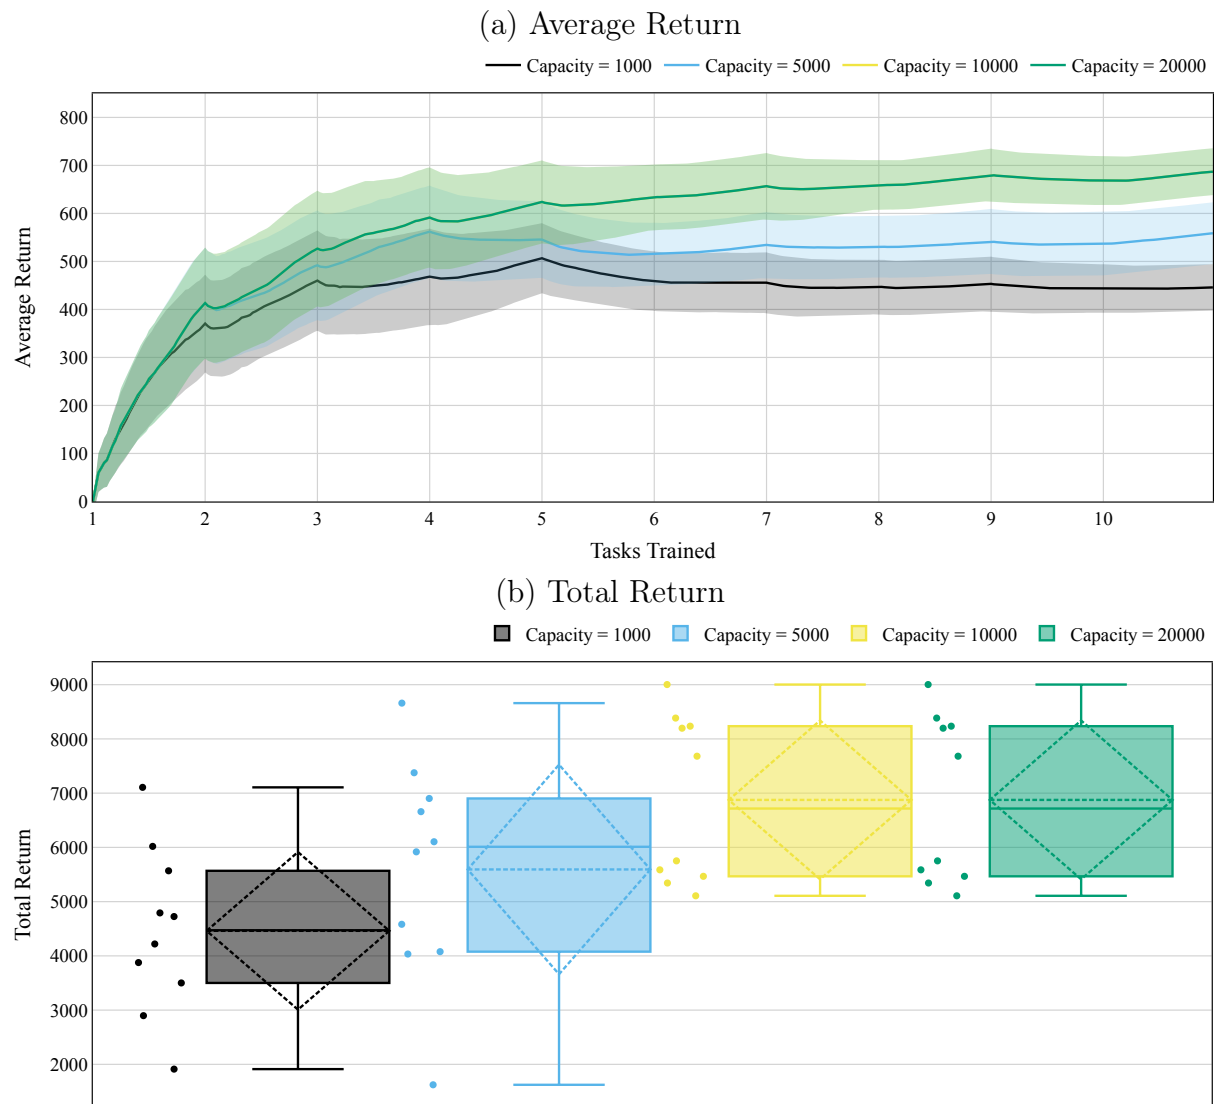 (a) Average Return
Capacity = 1000 Capacity = 5000 Capacity = 10000 Capacity = 20000
800
700
600
500
400
300
200
100
0
Average Return
1 2 3 4 5 6 7 8 9 10
Tasks Trained
(b) Total Return
Capacity = 1000 Capacity = 5000 Capacity = 10000 Capacity = 20000
9000
8000
7000
6000
5000
4000
3000
2000
Total Return